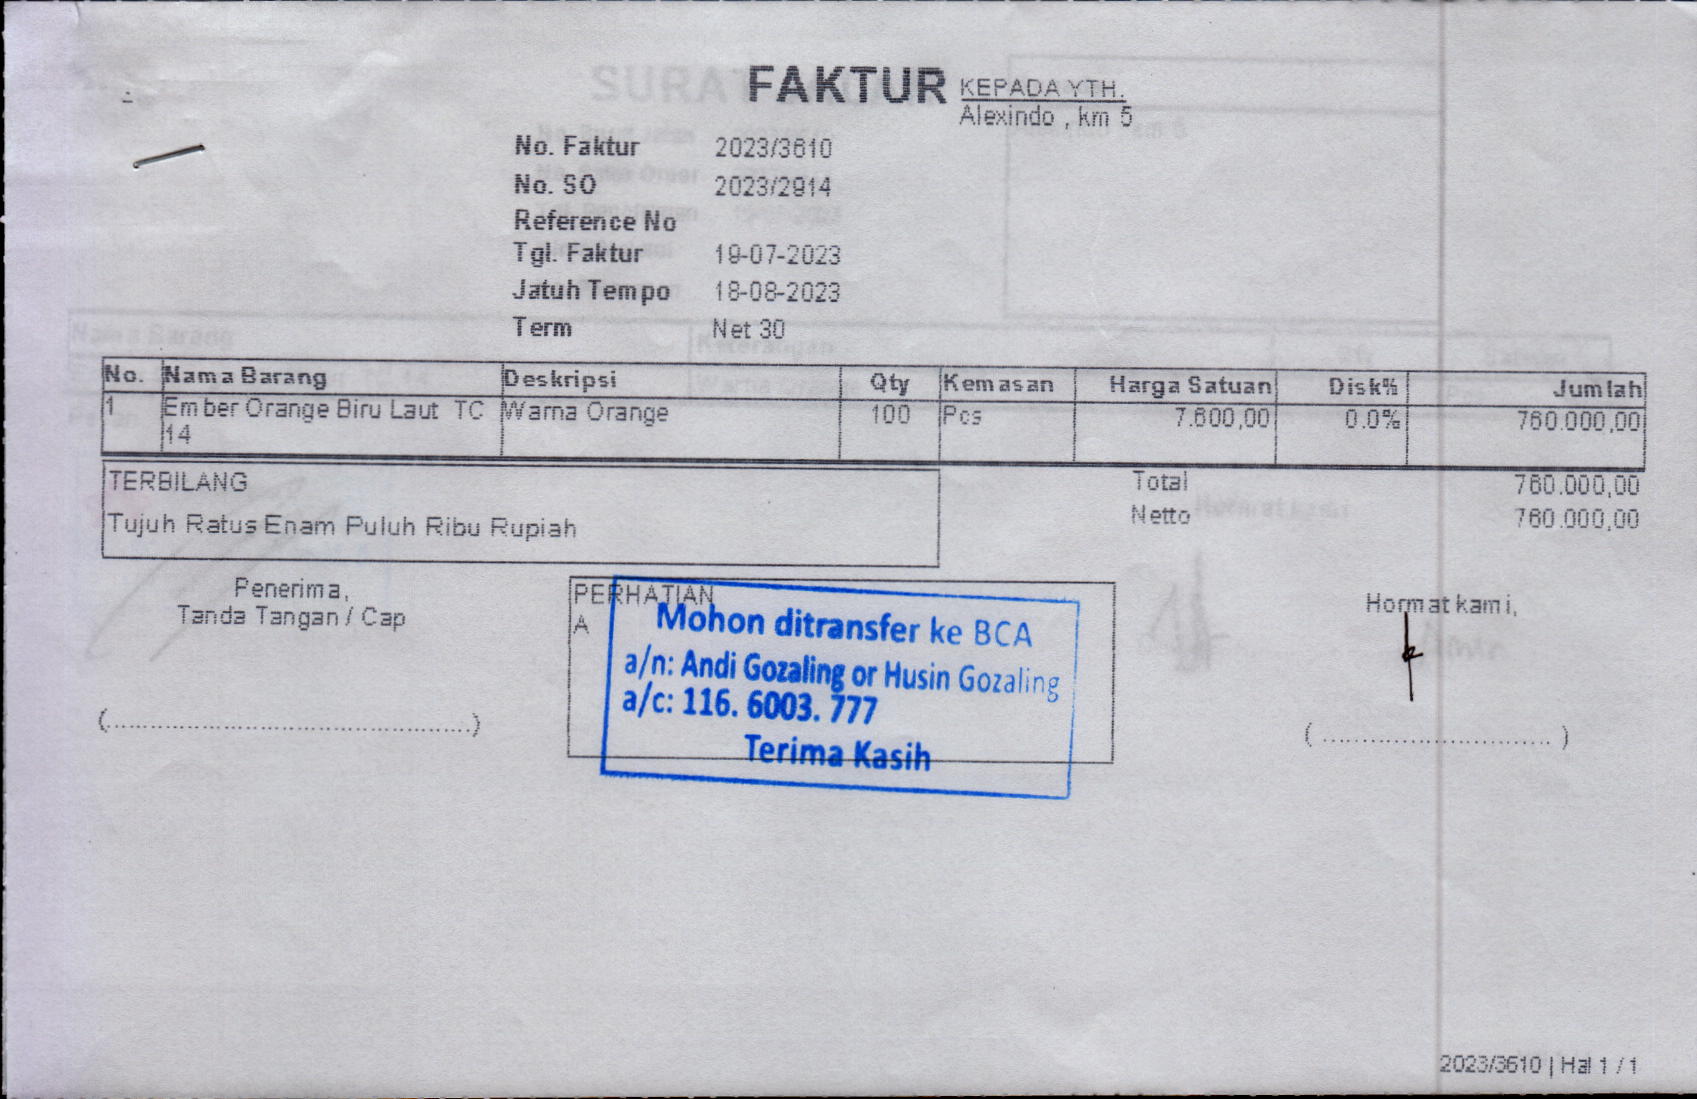 FAKTUR
KEPADA YTH.
Alexindo , km 5
No. Faktur 2023/3610
No. SO 2023/2914
Reference No
Tgl. Faktur 19-07-2023
Jatuh Tempo 18-08-2023
Term Net 30
No. Nama Barang Deskripsi Qty Kemasan Harga Satuan Disk% Jumlah
1 Ember Orange Biru Laut TC 14 Warna Orange 100 Pcs 7.600,00 0.0% 760.000,00
TERBILANG
Tujuh Ratus Enam Puluh Ribu Rupiah
Total 760.000,00
Netto 760.000,00
Penerima,
Tanda Tangan / Cap
PERHATIAN
A
Mohon ditransfer ke BCA
a/n: Andi Gozaling or Husin Gozaling
a/c: 116. 6003. 777
Terima Kasih
Hormat kami,
2023/3610 | Hal 1 / 1